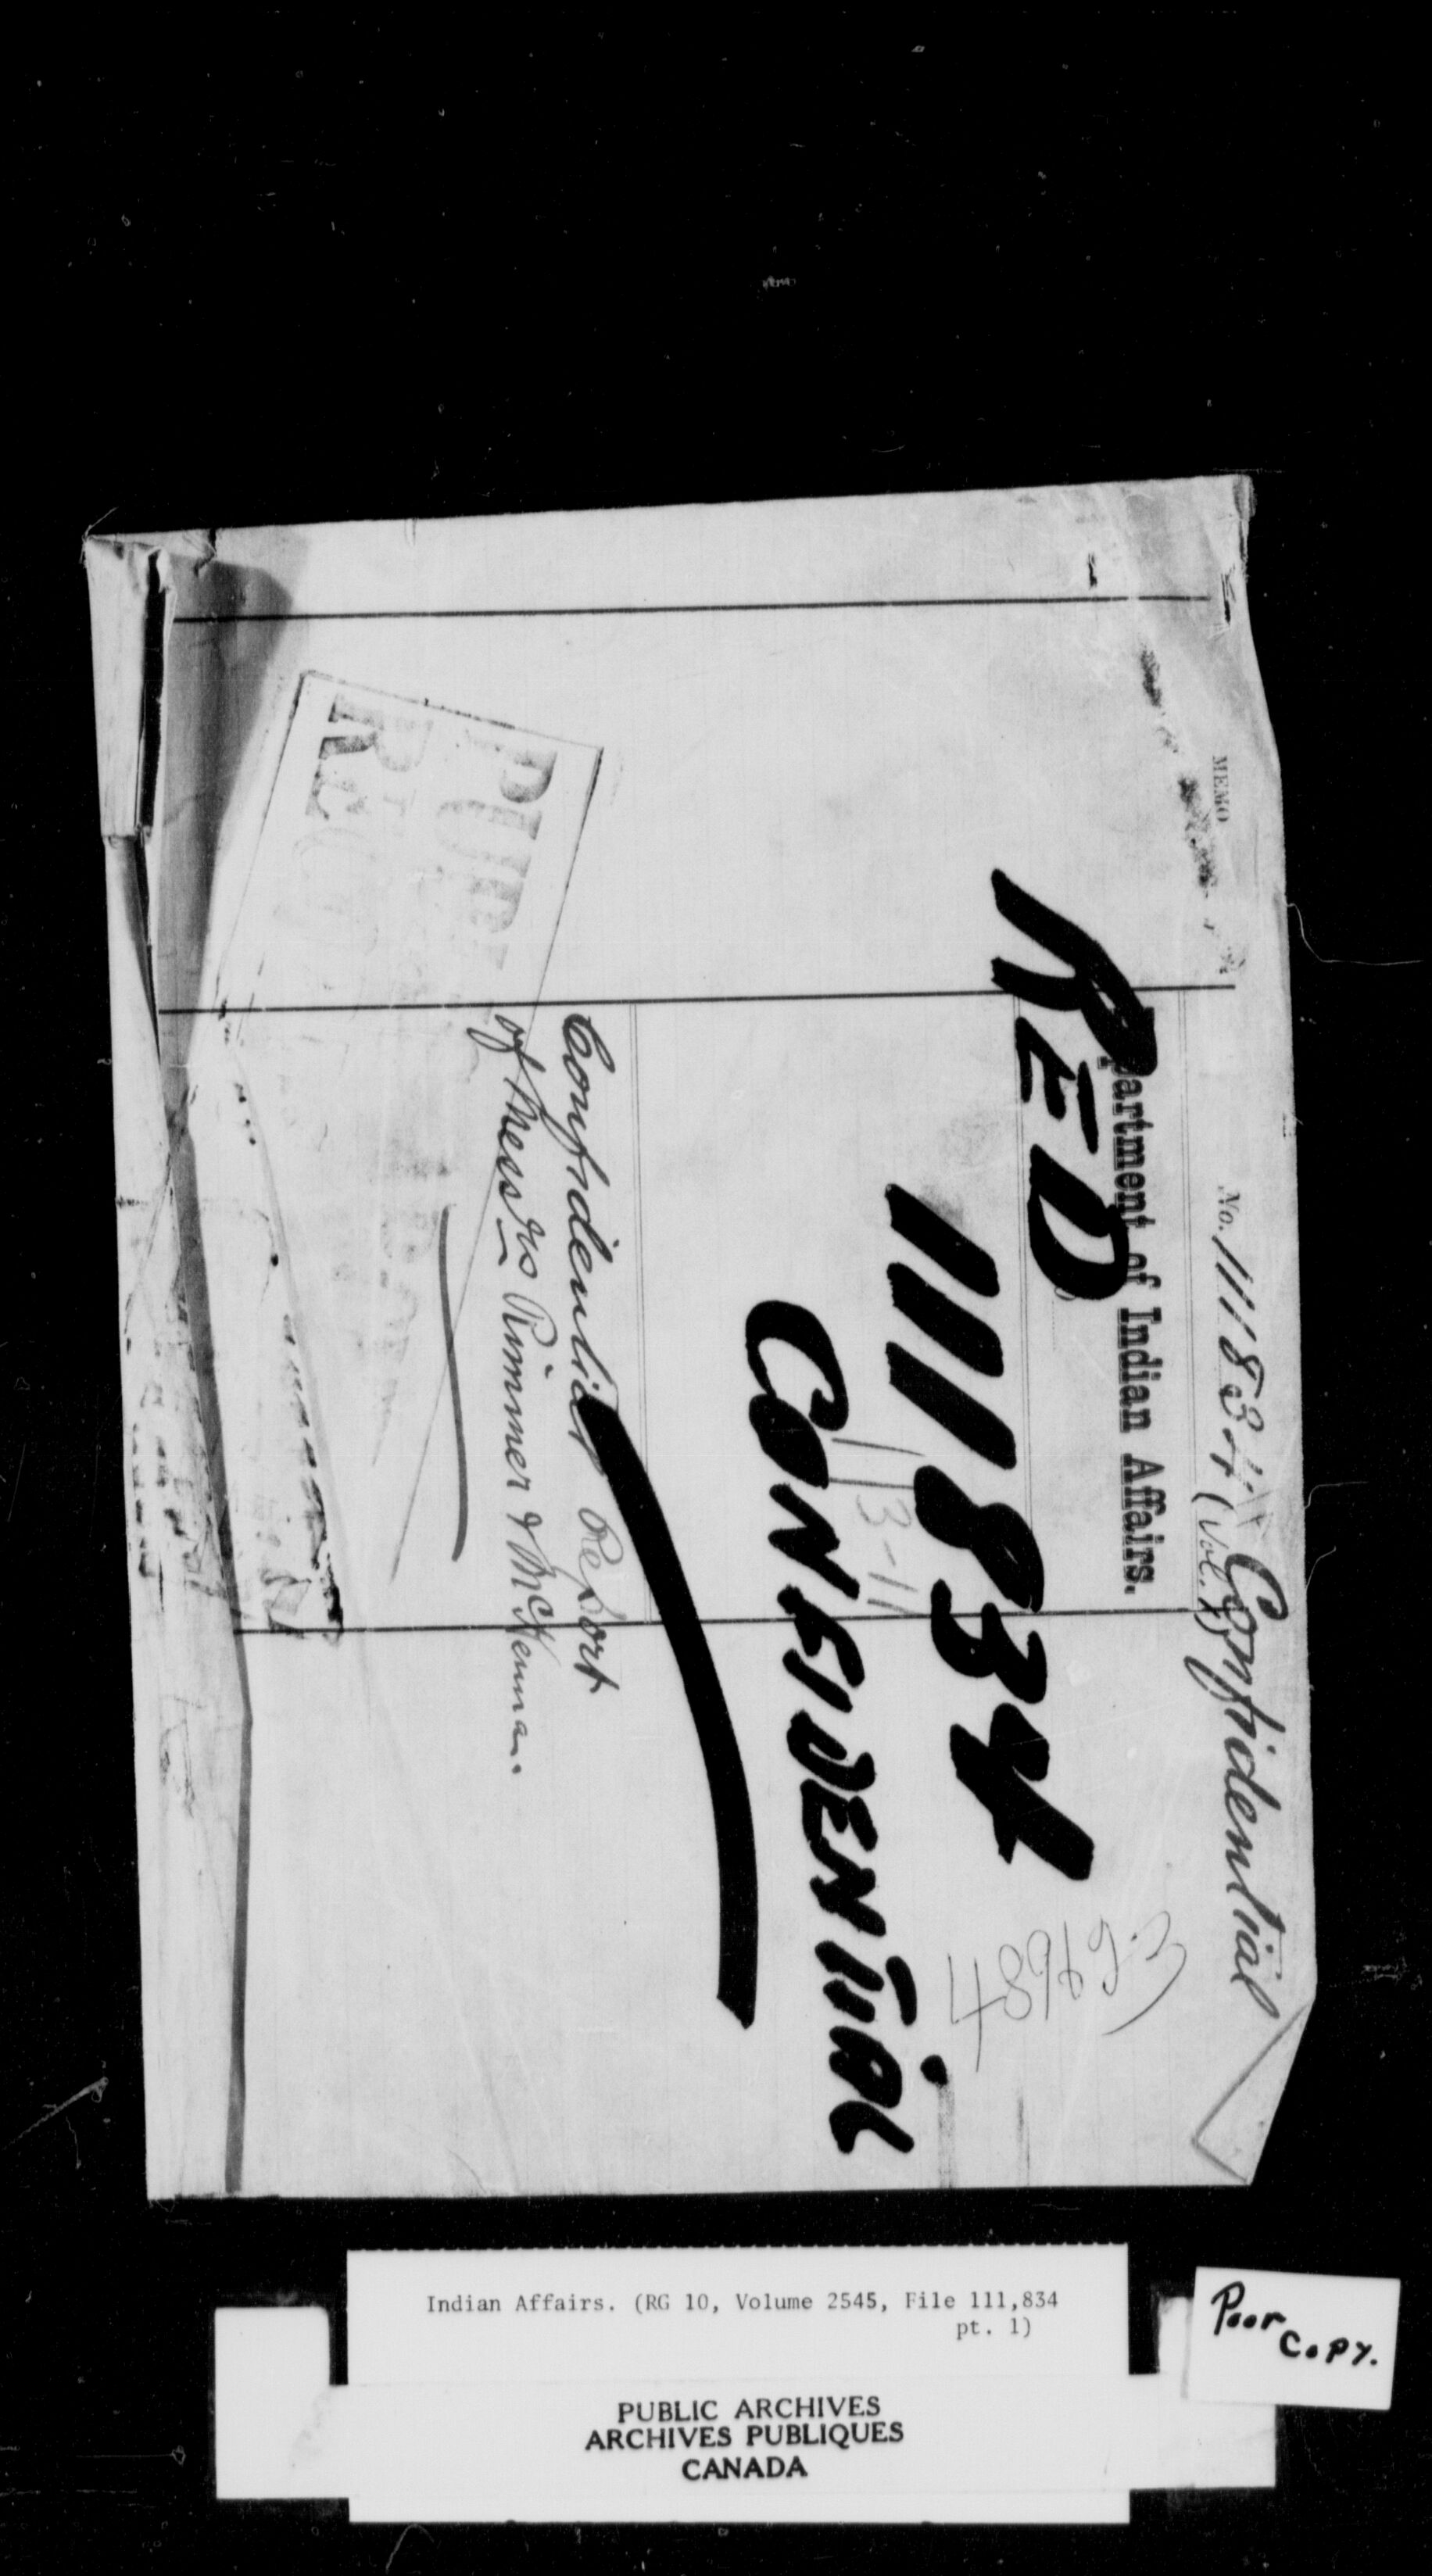 MEMO
No. 111834 (Vol. 1) Confidential
partment of Indian Affairs.
RED
111834
489693
113-11
CONFIDENTIAL
Confidential Report
of Messrs Rimmer & McKenna.
Indian Affairs. (RG 10, Volume 2545, File 111,834
pt. 1)
Poor
COPY.
PUBLIC ARCHIVES
ARCHIVES PUBLIQUES
CANADA